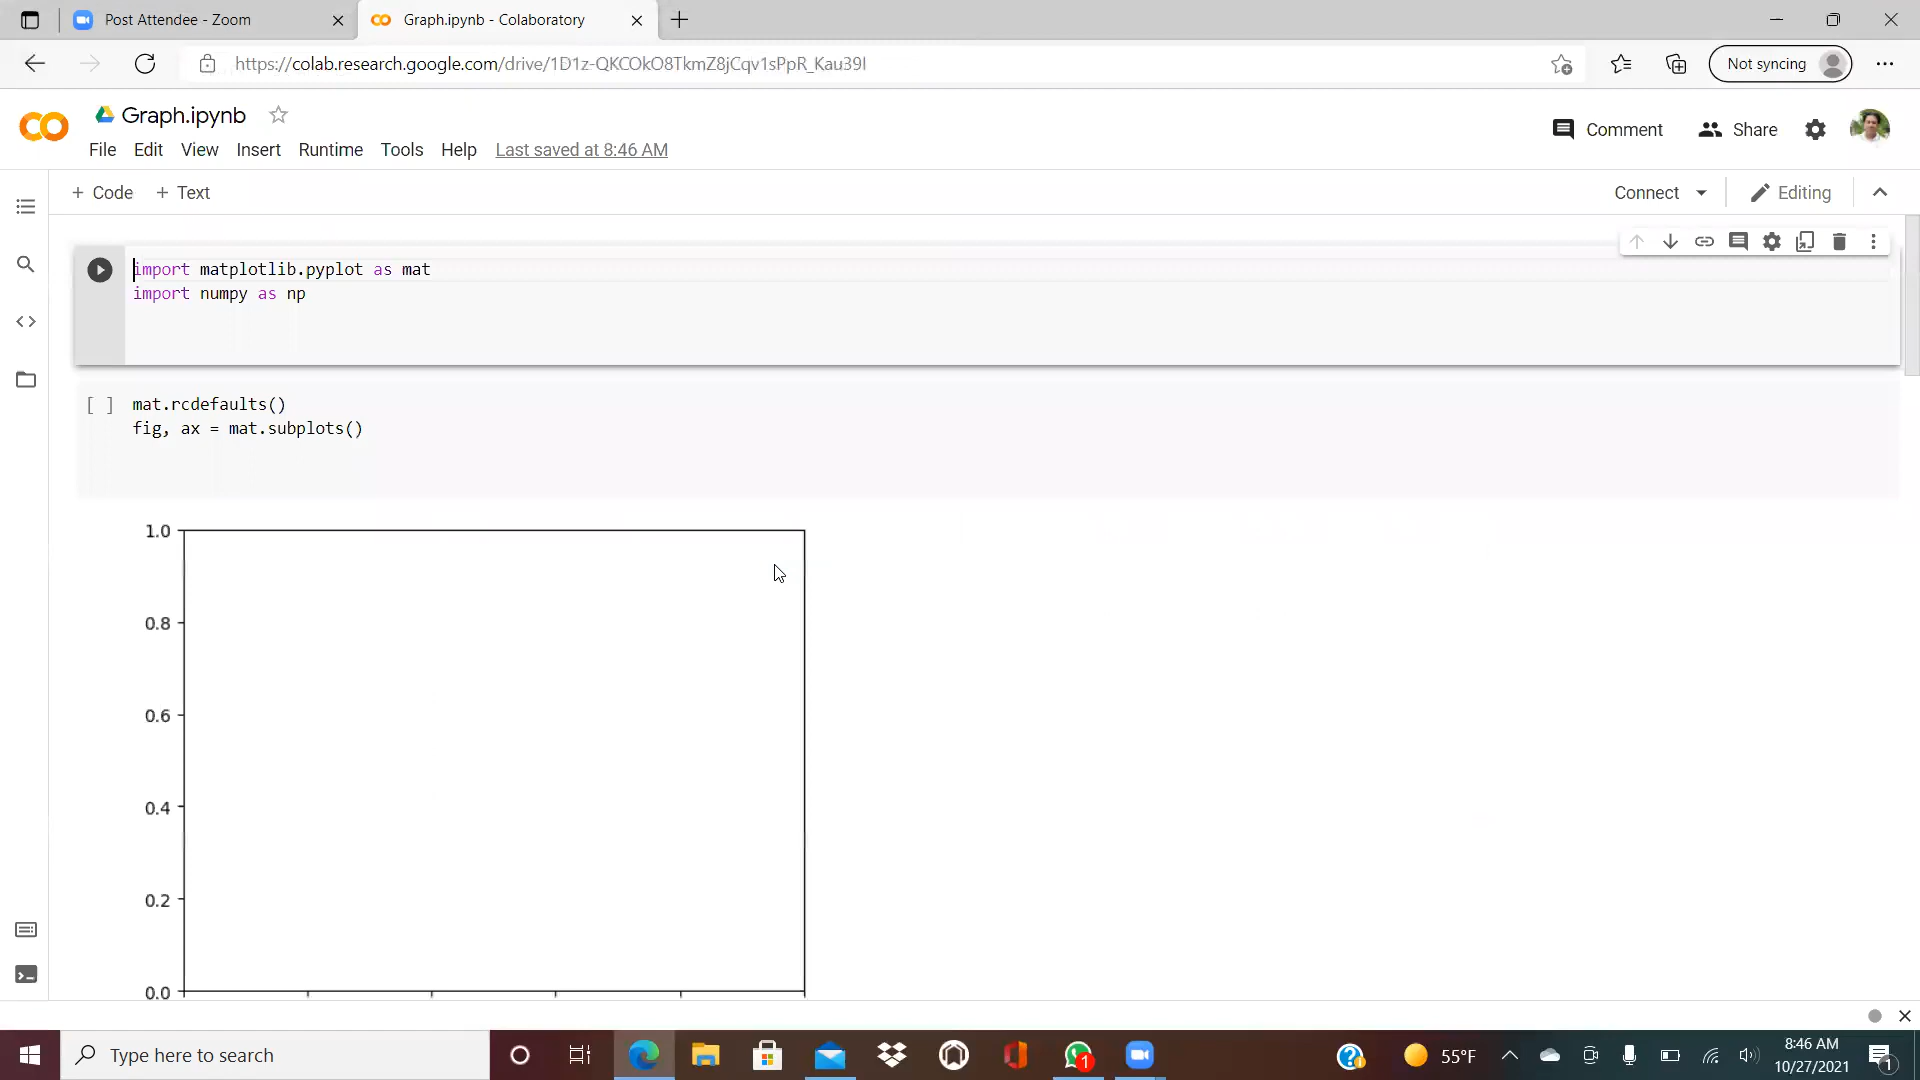 Post Attendee - Zoom
Graph.ipynb - Colaboratory
https://colab.research.google.com/drive/1D1z-QKCOkO8TkmZ8jCqv1sPpR_Kau39l
Not syncing
Graph.ipynb
Comment
Share
File Edit View Insert Runtime Tools Help Last saved at 8:46 AM
+ Code + Text
Connect
Editing
import matplotlib.pyplot as mat
import numpy as np
[ ] mat.rcdefaults()
fig, ax = mat.subplots()
1.0
0.8
0.6
0.4
0.2
0.0
Type here to search
1
55°F
8:46 AM
10/27/2021
1